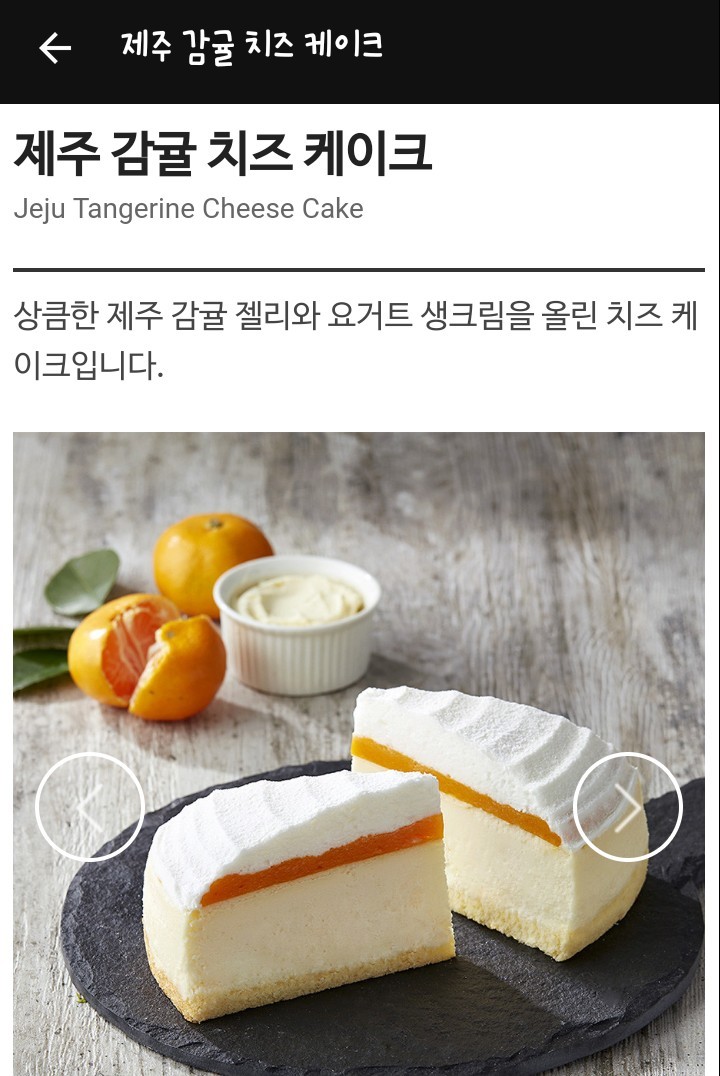 제주 감귤 치즈 케이크
제주 감귤 치즈 케이크
Jeju Tangerine Cheese Cake
상큼한 제주 감귤 젤리와 요거트 생크림을 올린 치즈 케
이크입니다.